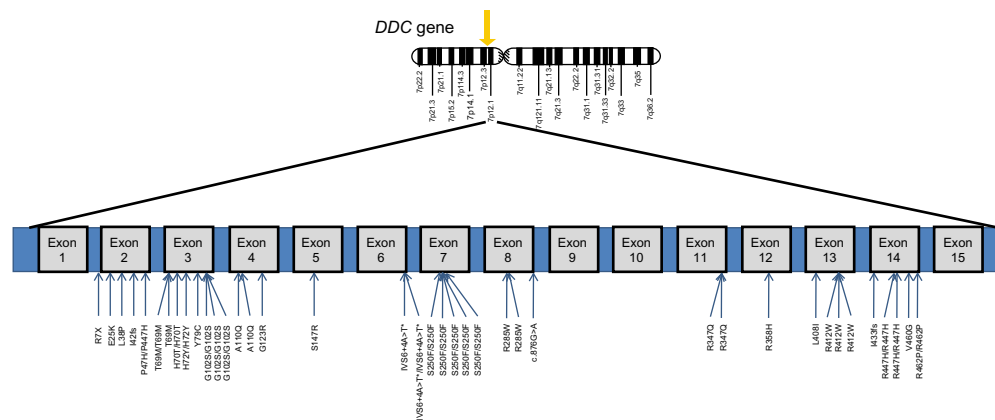 DDC gene
7p22.2
7p21.3
7p21.1
7p15.2
7p114.3
7p14.1
7p12.3
7p12.1
7q11.22
7q121.11
7q21.13
7q21.3
7q22.2
7q31.1
7q31.31
7q31.33
7q32.2
7q33
7q35
7q36.2
Exon
1
Exon
2
Exon
3
Exon
4
Exon
5
Exon
6
Exon
7
Exon
8
Exon
9
Exon
10
Exon
11
Exon
12
Exon
13
Exon
14
Exon
15
R7X
E25K
L38P
I42fs
P47H/R447H
T69M/T69M
T69M
H70T/H70T
H72Y/H72Y
Y79C
G102S/G102S
G102S/G102S
G102S/G102S
A110Q
A110Q
G123R
S147R
IVS6+4A>T*
IVS6+4A>T*/IVS6+4A>T*
S250F/S250F
S250F/S250F
S250F/S250F
S250F/S250F
S250F/S250F
R285W
R285W
c.876G>A
R347Q
R347Q
R358H
L408I
R412W
R412W
R412W
I433fs
R447H/R447H
R447H/R447H
V460G
R462P/R462P